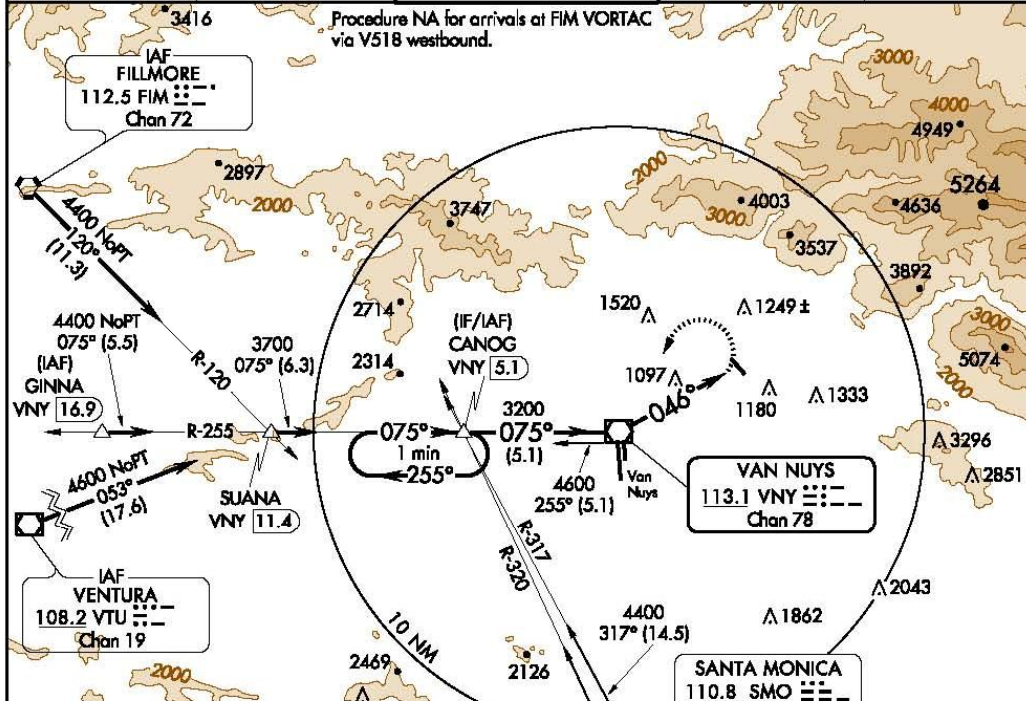 3416
Procedure NA for arrivals at FIM VORTAC
via V518 westbound.
IAF
FILLMORE
112.5 FIM
Chan 72
3000
4000
4949
2897
2000
2000
4003
3000
3747
3537
4636
5264
3892
4400 NoPT
120°
(11.3)
2714
1520
1249±
3000
5074
2000
4400 NoPT
075° (5.5)
(IAF)
GINNA
VNY 16.9
R-120
3700
075° (6.3)
2314
(IF/IAF)
CANOG
VNY 5.1
1097
1180
1333
046°
R-255
075°
1 min
255°
3200
075°
(5.1)
4600
255° (5.1)
Van
Nuys
3296
2851
4600 NoPT
053°
(17.6)
SUANA
VNY 11.4
VAN NUYS
113.1 VNY
Chan 78
R-317
R-320
IAF
VENTURA
108.2 VTU
Chan 19
2043
1862
4400
317° (14.5)
10 NM
2000
2469
2126
SANTA MONICA
110.8 SMO